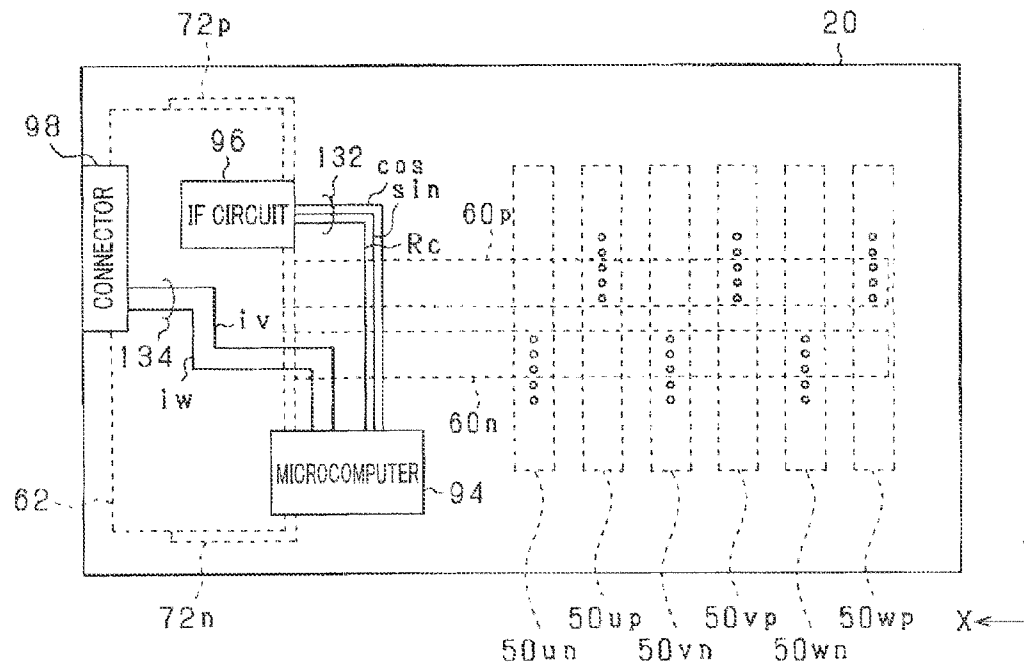 72p
20
98
96
132
cos
sin
CONNECTOR
IF CIRCUIT
60p
Rc
iv
134
iw
60n
MICROCOMPUTER
94
62
72n
50up
50vp
50wp
X
50un
50vn
50wn